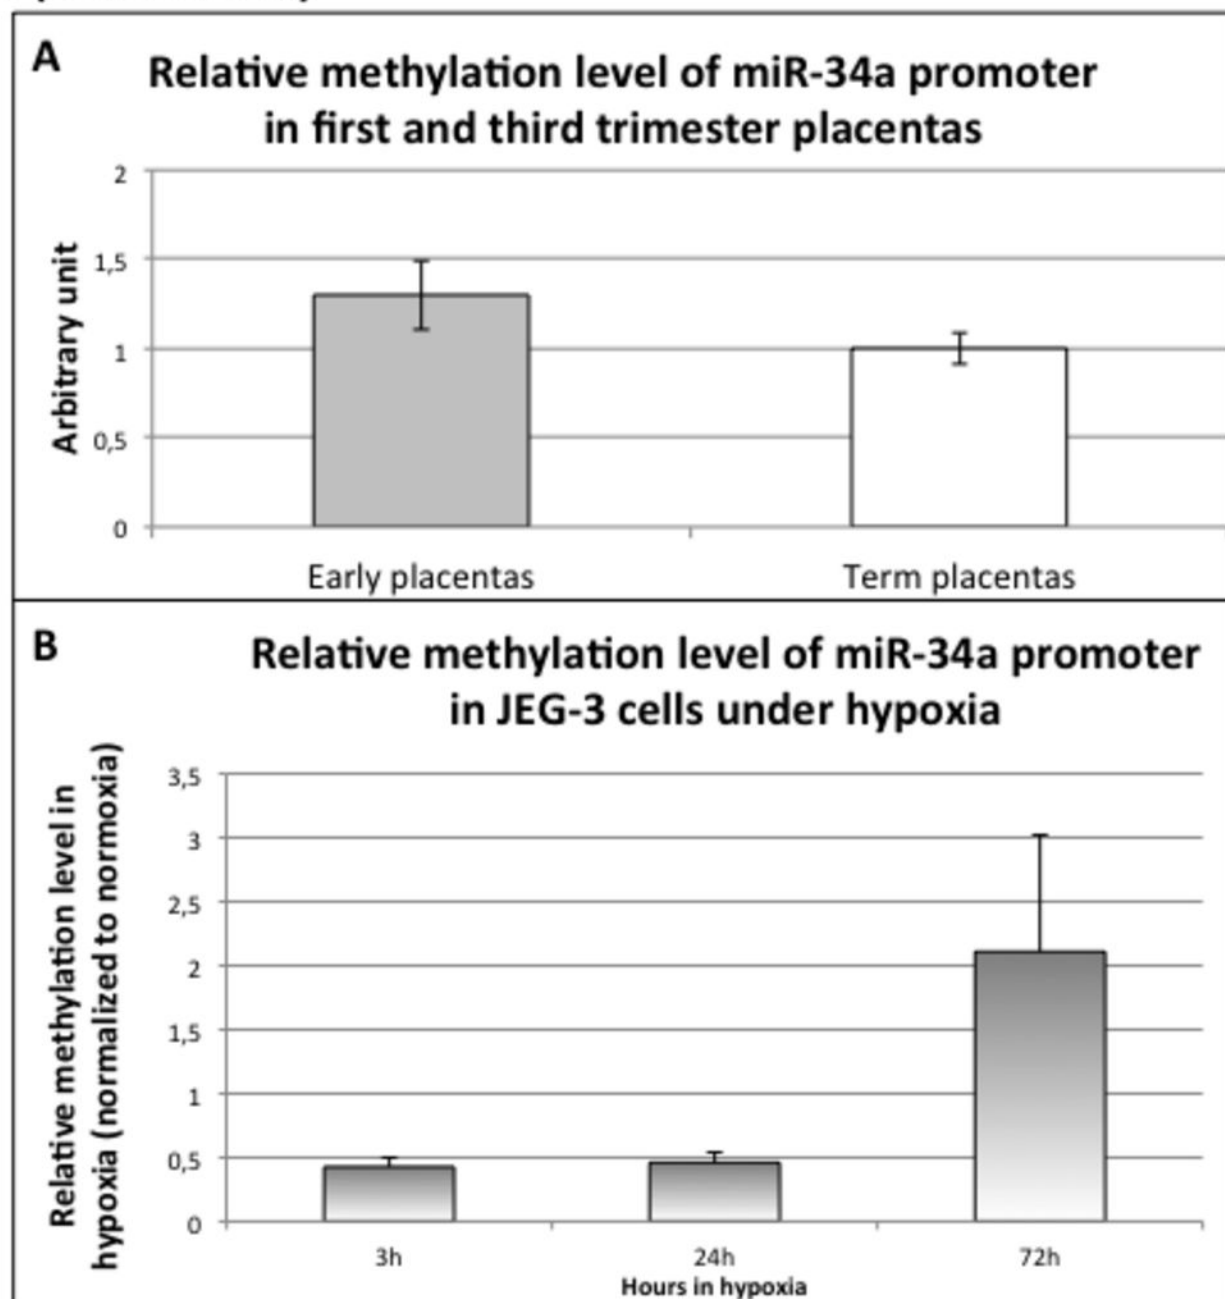 A
Relative methylation level of miR-34a promoter
in first and third trimester placentas
Arbitrary unit
2
1,5
1
0,5
0
Early placentas
Term placentas
B
Relative methylation level of miR-34a promoter
in JEG-3 cells under hypoxia
Relative methylation level in
hypoxia (normalized to normoxia)
3,5
3
2,5
2
1,5
1
0,5
0
3h
24h
72h
Hours in hypoxia